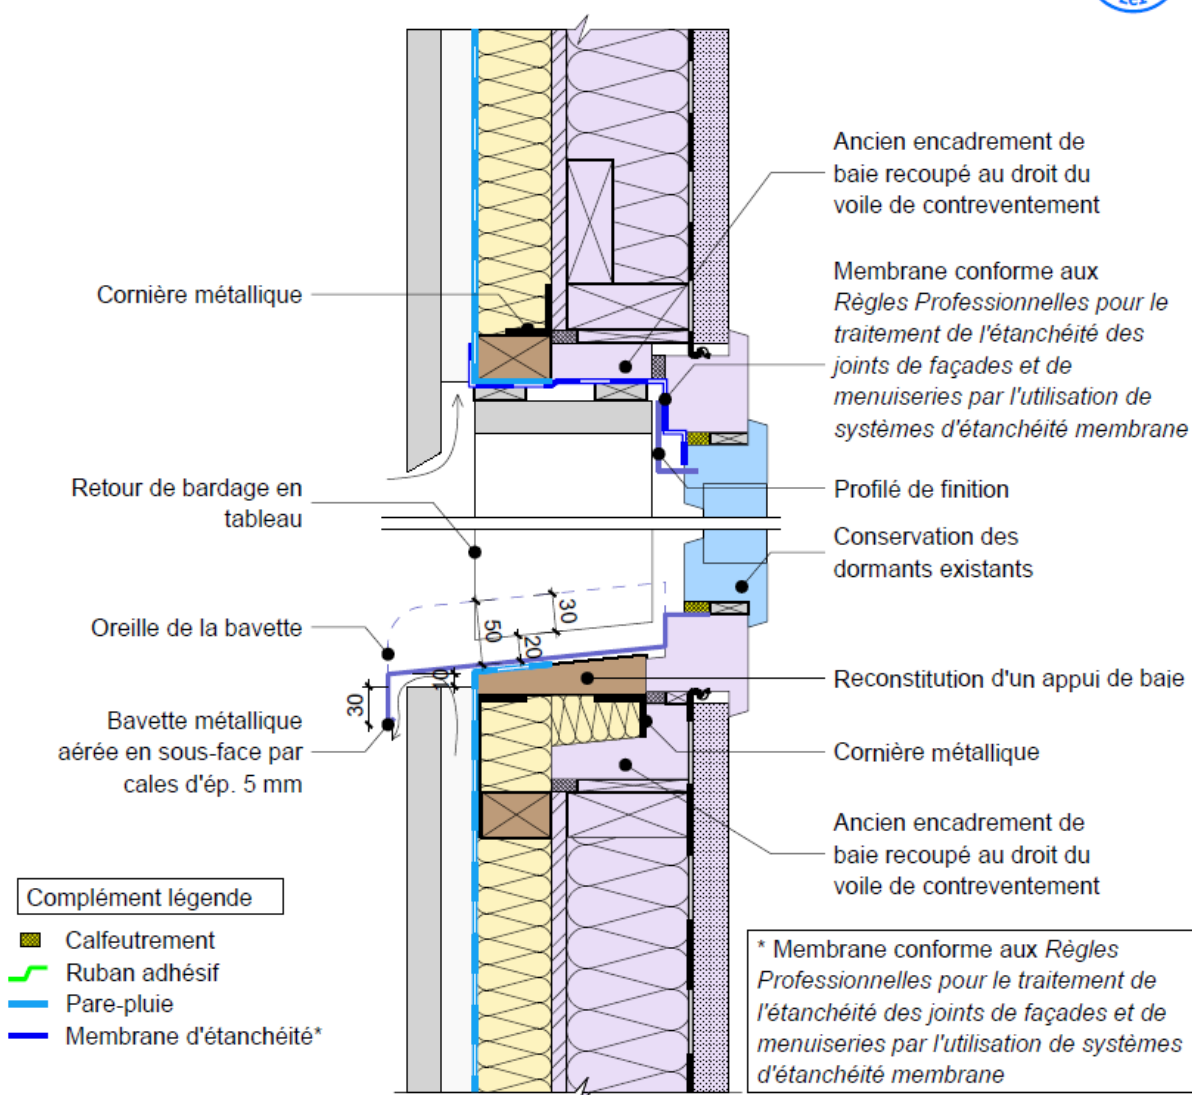 Ancien encadrement de
baie recoupé au droit du
voile de contreventement
Cornière métallique
Membrane conforme aux
Règles Professionnelles pour le
traitement de l'étanchéité des
joints de façades et de
menuiseries par l'utilisation de
systèmes d'étanchéité membrane
Retour de bardage en
tableau
Profilé de finition
Conservation des
dormants existants
Oreille de la bavette
30
50
20
10
30
Reconstitution d'un appui de baie
Bavette métallique
aérée en sous-face par
cales d'ép. 5 mm
Cornière métallique
Ancien encadrement de
baie recoupé au droit du
voile de contreventement
Complément légende
Calfeutrement
Ruban adhésif
Pare-pluie
Membrane d'étanchéité*
* Membrane conforme aux Règles
Professionnelles pour le traitement de
l'étanchéité des joints de façades et de
menuiseries par l'utilisation de systèmes
d'étanchéité membrane